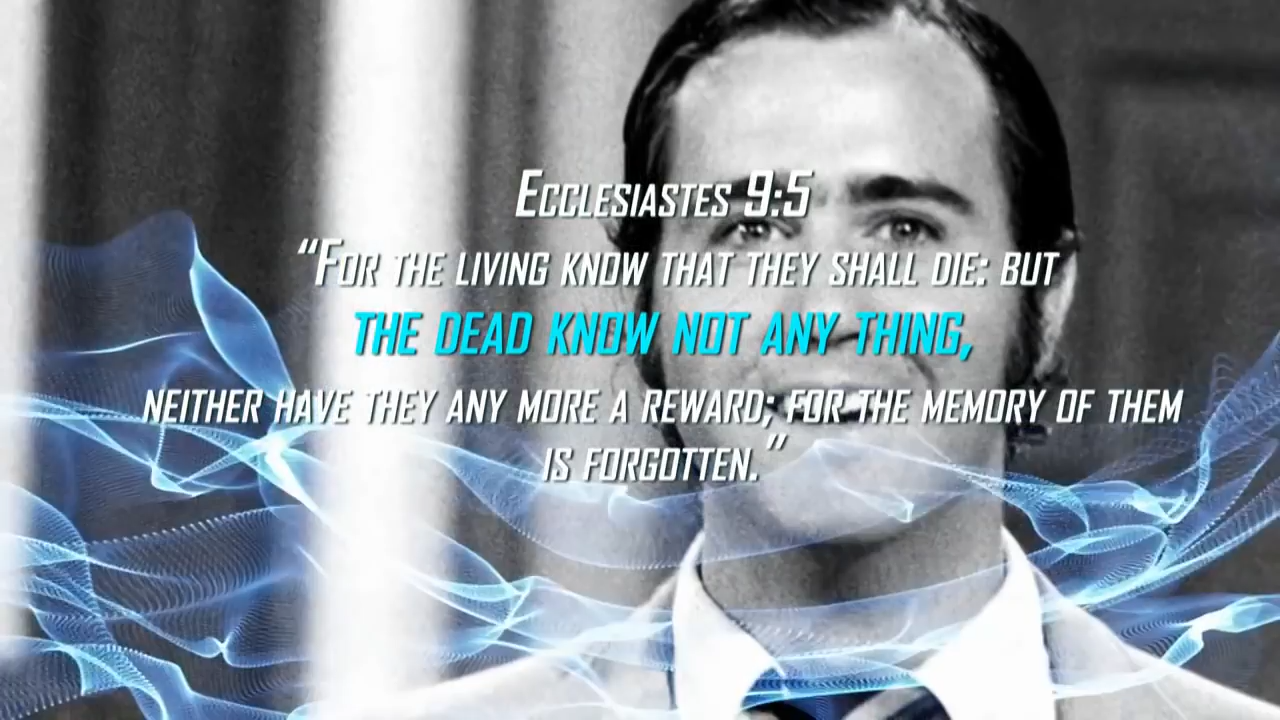 Ecclesiastes 9:5
“For the living know that they shall die: but
the dead know not any thing,
neither have they any more a reward; for the memory of them
is forgotten.”